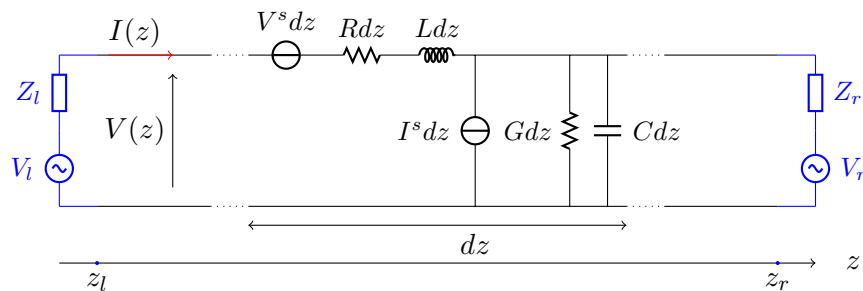 V^s dz
I(z)
Rdz
Ldz
Z_l
Z_r
V(z)
I^s dz
Gdz
Cdz
V_l
V_r
dz
z_l
z_r
z